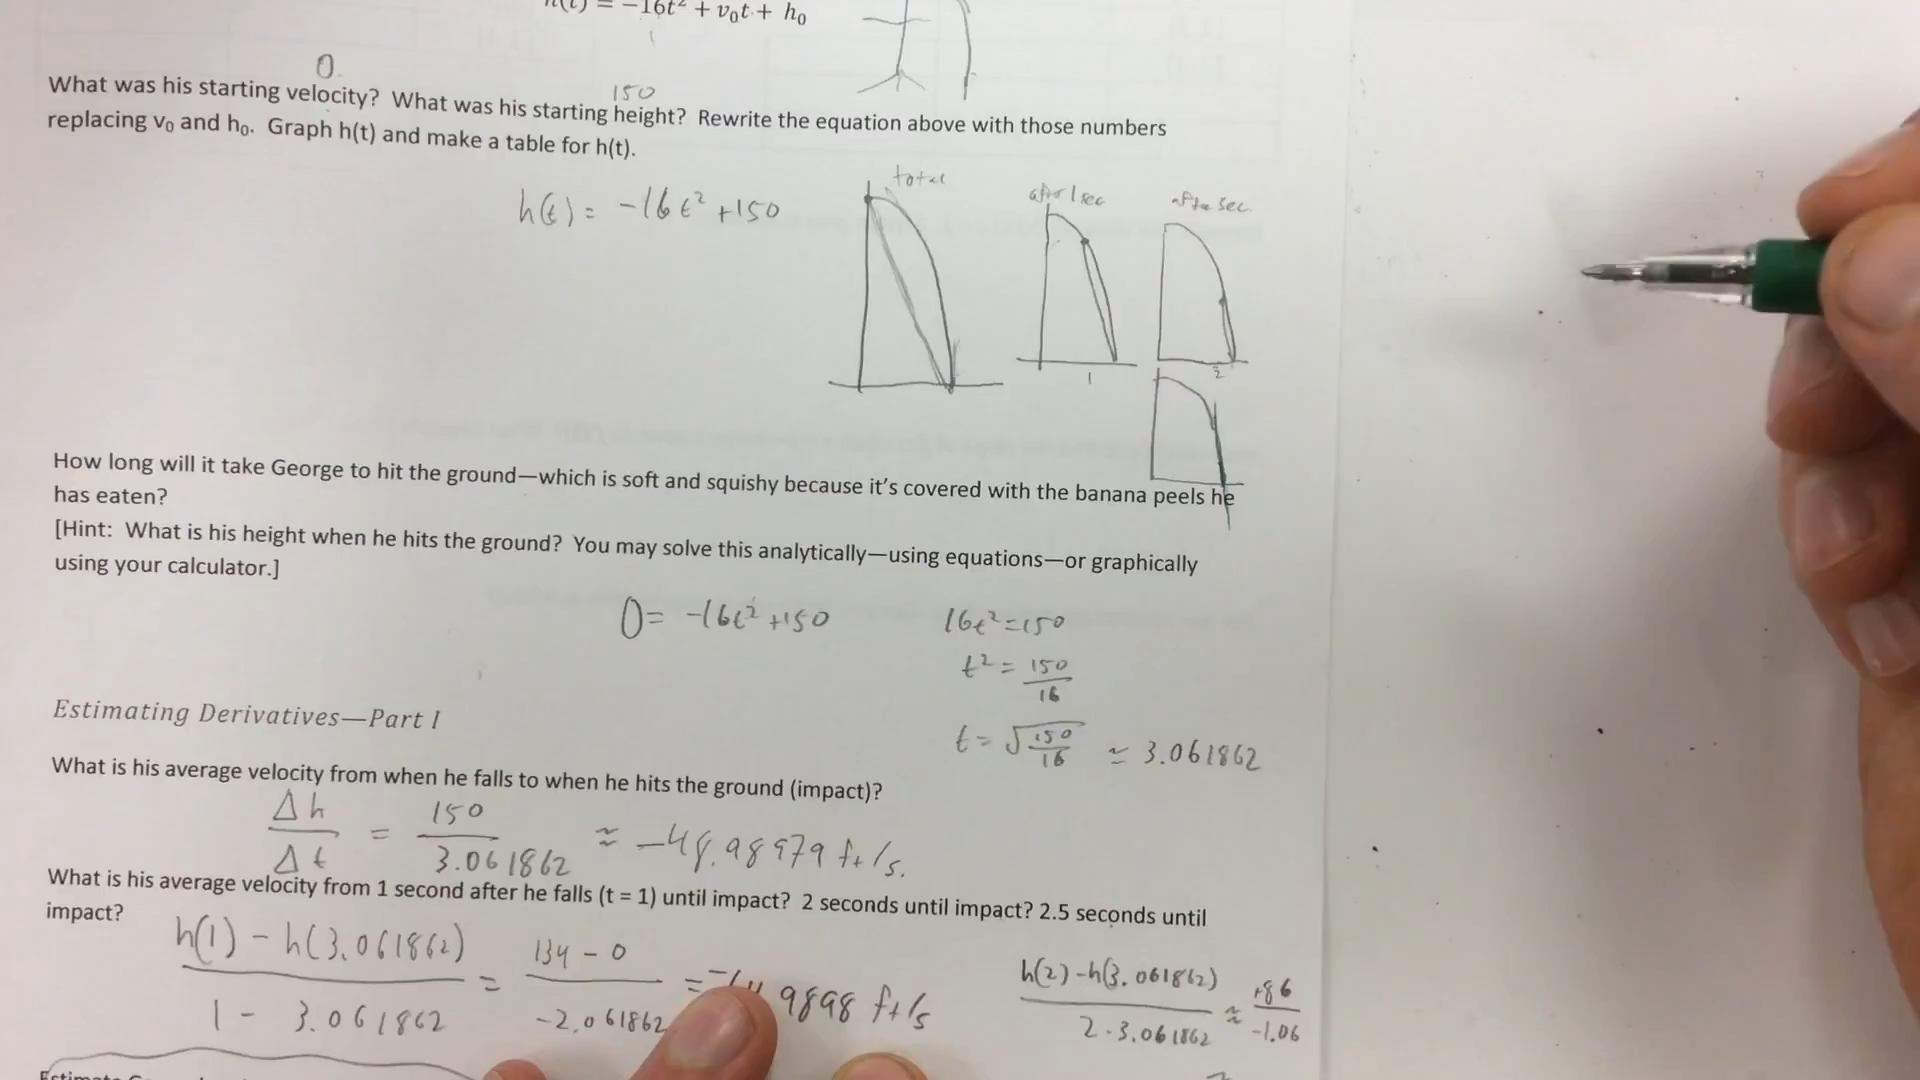 h(t) = −16t² + v₀t + h₀
0
150
What was his starting velocity? What was his starting height? Rewrite the equation above with those numbers
replacing v₀ and h₀. Graph h(t) and make a table for h(t).
h(t) = -16t² +150
total
after 1 sec
after sec.
1
2
How long will it take George to hit the ground—which is soft and squishy because it's covered with the banana peels he
has eaten?
[Hint: What is his height when he hits the ground? You may solve this analytically—using equations—or graphically
using your calculator.]
0 = -16t² +150
16t² = 150
t² = 150/16
t = √150/16 ≈ 3.061862
Estimating Derivatives—Part I
What is his average velocity from when he falls to when he hits the ground (impact)?
Δh/Δt = 150/3.061862 ≈ -48.98979 ft/s.
What is his average velocity from 1 second after he falls (t = 1) until impact? 2 seconds until impact? 2.5 seconds until
impact?
h(1) - h(3.061862) / 1 - 3.061862 = 134 - 0 / -2.061862 = 9898 ft/s
h(2) - h(3.061862) / 2 - 3.061862 ≈ +86 / -1.06